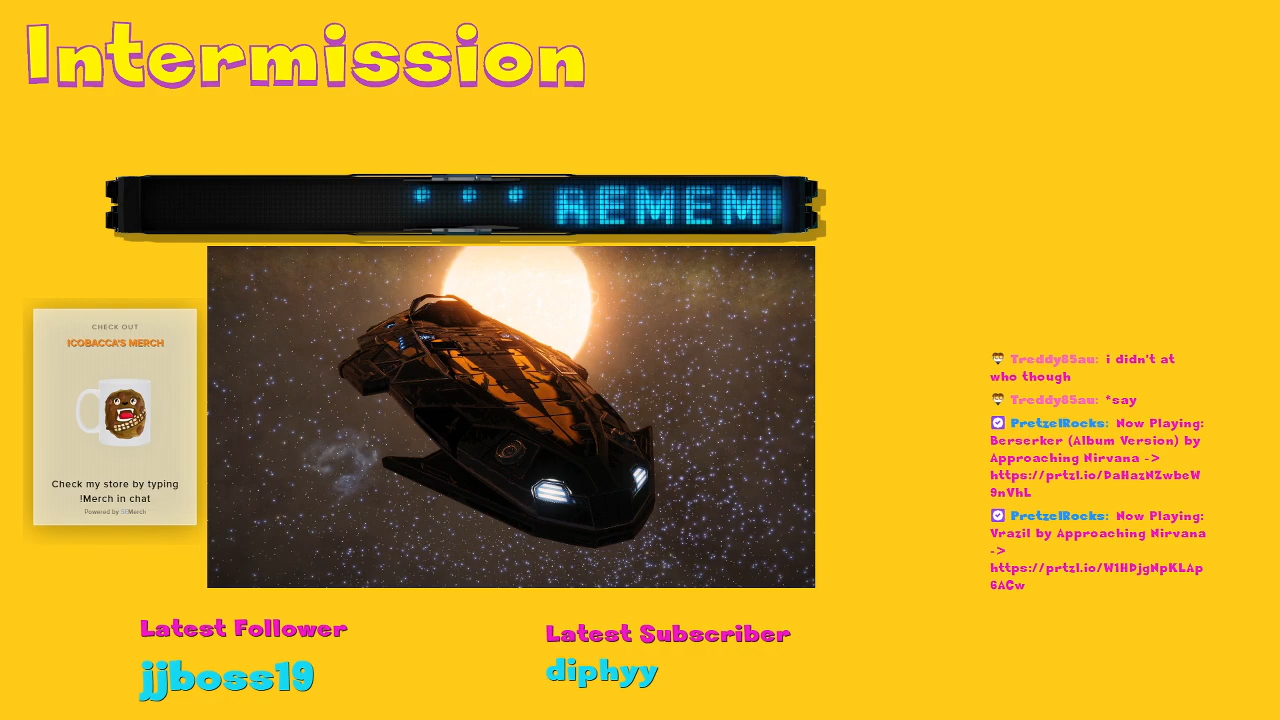 Intermission
• • • REMEM
CHECK OUT
ICOBACCA'S MERCH
Check my store by typing
!Merch in chat
Powered by SEMerch
Treddy85au: i didn't at
who though
Treddy85au: *say
PretzelRocks: Now Playing:
Berserker (Album Version) by
Approaching Nirvana ->
https://prtzl.io/DaHazNZwbeW
9nVhL
PretzelRocks: Now Playing:
Vrazil by Approaching Nirvana
->
https://prtzl.io/W1HDjgNpKLAp
6ACw
Latest Follower
jjboss19
Latest Subscriber
diphyy